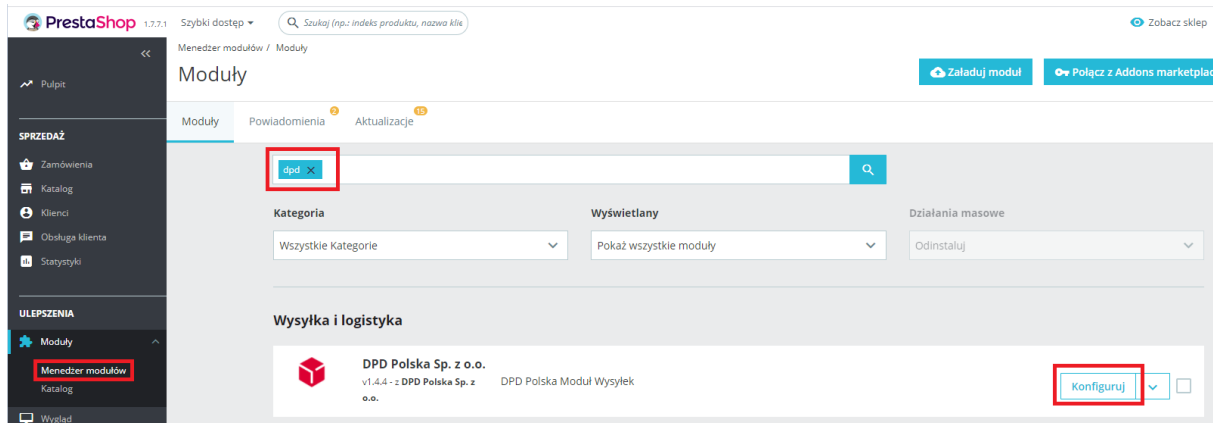 PrestaShop 1.7.7.1 Szybki dostęp Szukaj (np.: indeks produktu, nazwa klie Zobacz sklep
Menedżer modułów / Moduły
Moduły
Załaduj moduł
Połącz z Addons marketplac
Moduły
Powiadomienia 2
Aktualizacje 15
Pulpit
SPRZEDAŻ
Zamówienia
Katalog
Klienci
Obsługa klienta
Statystyki
ULEPSZENIA
Moduły
Menedżer modułów
Katalog
Wygląd
dpd
Kategoria
Wszystkie Kategorie
Wyświetlany
Pokaż wszystkie moduły
Działania masowe
Odinstaluj
Wysyłka i logistyka
DPD Polska Sp. z o.o.
v1.4.4 - z DPD Polska Sp. z
o.o.
DPD Polska Moduł Wysyłek
Konfiguruj